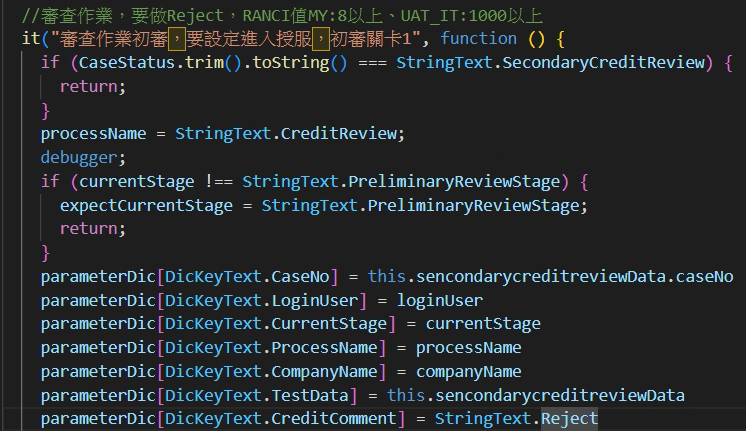 //審查作業，要做Reject，RANCI值MY:8以上、UAT_IT:1000以上
it("審查作業初審，要設定進入授服，初審關卡1", function () {
if (CaseStatus.trim().toString() === StringText.SecondaryCreditReview) {
return;
}
processName = StringText.CreditReview;
debugger;
if (currentStage !== StringText.PreliminaryReviewStage) {
expectCurrentStage = StringText.PreliminaryReviewStage;
return;
}
parameterDic[DicKeyText.CaseNo] = this.sencondarycreditreviewData.caseNo
parameterDic[DicKeyText.LoginUser] = loginUser
parameterDic[DicKeyText.CurrentStage] = currentStage
parameterDic[DicKeyText.ProcessName] = processName
parameterDic[DicKeyText.CompanyName] = companyName
parameterDic[DicKeyText.TestData] = this.sencondarycreditreviewData
parameterDic[DicKeyText.CreditComment] = StringText.Reject